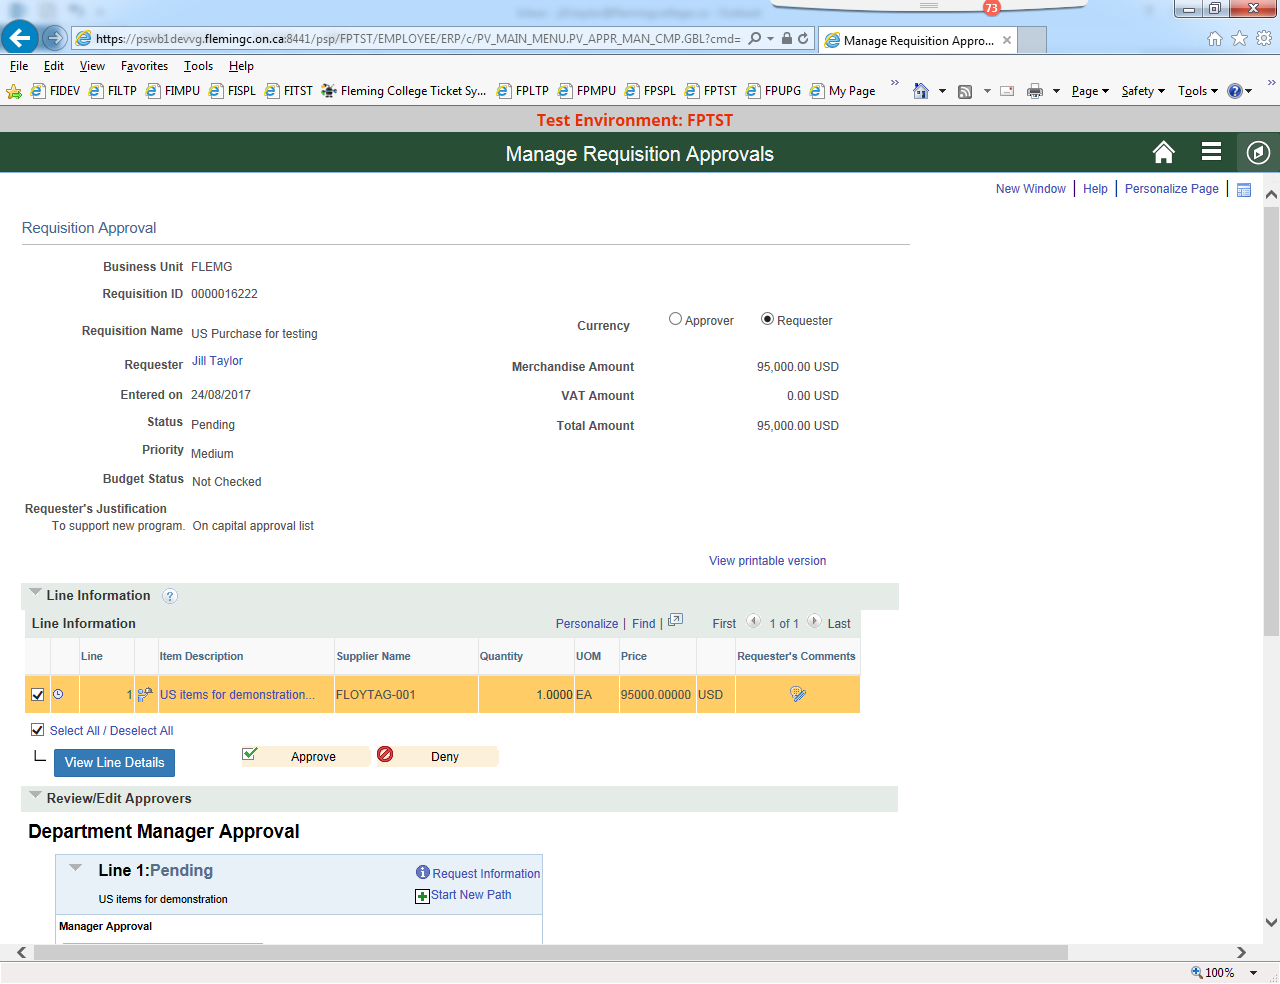 73
https://pswb1devvg.flemingc.on.ca:8441/psp/FPTST/EMPLOYEE/ERP/c/PV_MAIN_MENU.PV_APPR_MAN_CMP.GBL?cmd=
Manage Requisition Appro...
File Edit View Favorites Tools Help
FIDEV FILTP FIMPU FISPL FITST Fleming College Ticket Sy... FPLTP FPMPU FPSPL FPTST FPUPG My Page » Page Safety Tools »
Test Environment: FPTST
Manage Requisition Approvals
New Window | Help | Personalize Page |
Requisition Approval
Business Unit FLEMG
Requisition ID 0000016222
Requisition Name US Purchase for testing
Currency Approver Requester
Requester Jill Taylor
Merchandise Amount 95,000.00 USD
Entered on 24/08/2017
VAT Amount 0.00 USD
Status Pending
Total Amount 95,000.00 USD
Priority Medium
Budget Status Not Checked
Requester's Justification
To support new program. On capital approval list
View printable version
Line Information ?
Line Information Personalize | Find | First 1 of 1 Last
Line Item Description Supplier Name Quantity UOM Price Requester's Comments
1 US items for demonstration... FLOYTAG-001 1.0000 EA 95000.00000 USD
Select All / Deselect All
View Line Details Approve Deny
Review/Edit Approvers
Department Manager Approval
Line 1:Pending Request Information
US items for demonstration Start New Path
Manager Approval
100%